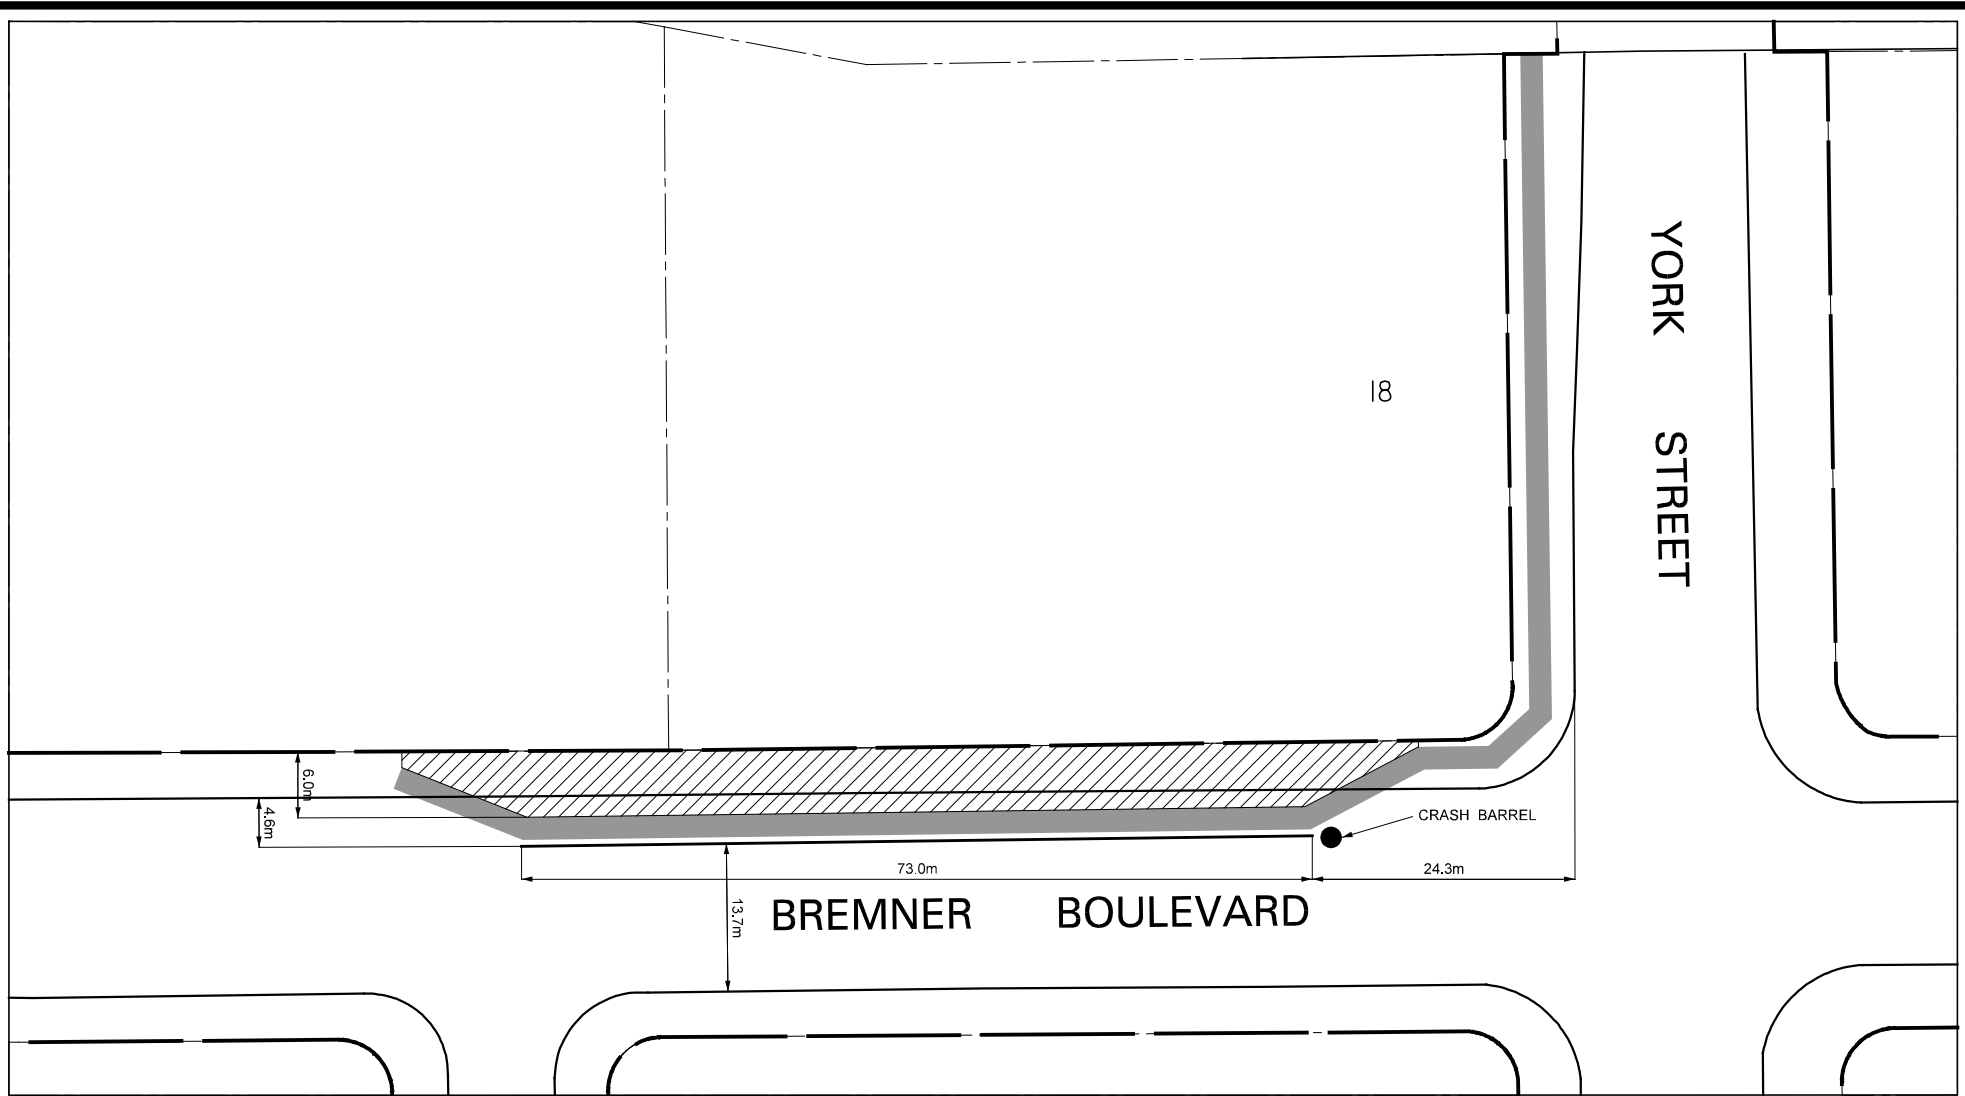 YORK STREET
18
6.0m
4.6m
CRASH BARREL
73.0m
24.3m
13.7m
BREMNER BOULEVARD